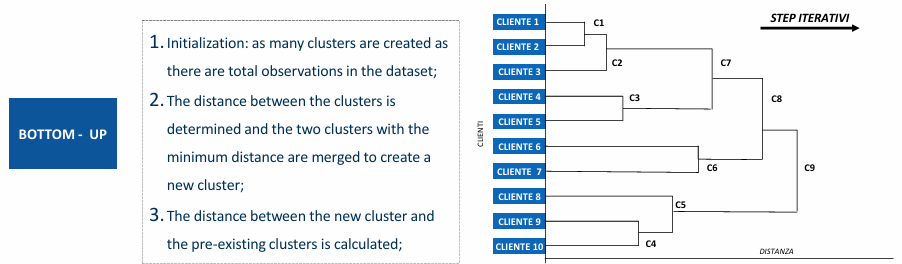 BOTTOM - UP
1. Initialization: as many clusters are created as
there are total observations in the dataset;
2. The distance between the clusters is
determined and the two clusters with the
minimum distance are merged to create a
new cluster;
3. The distance between the new cluster and
the pre-existing clusters is calculated;
STEP ITERATIVI
CLIENTI
CLIENTE 1
CLIENTE 2
CLIENTE 3
CLIENTE 4
CLIENTE 5
CLIENTE 6
CLIENTE 7
CLIENTE 8
CLIENTE 9
CLIENTE 10
C1
C2
C7
C3
C8
C6
C9
C5
C4
DISTANZA